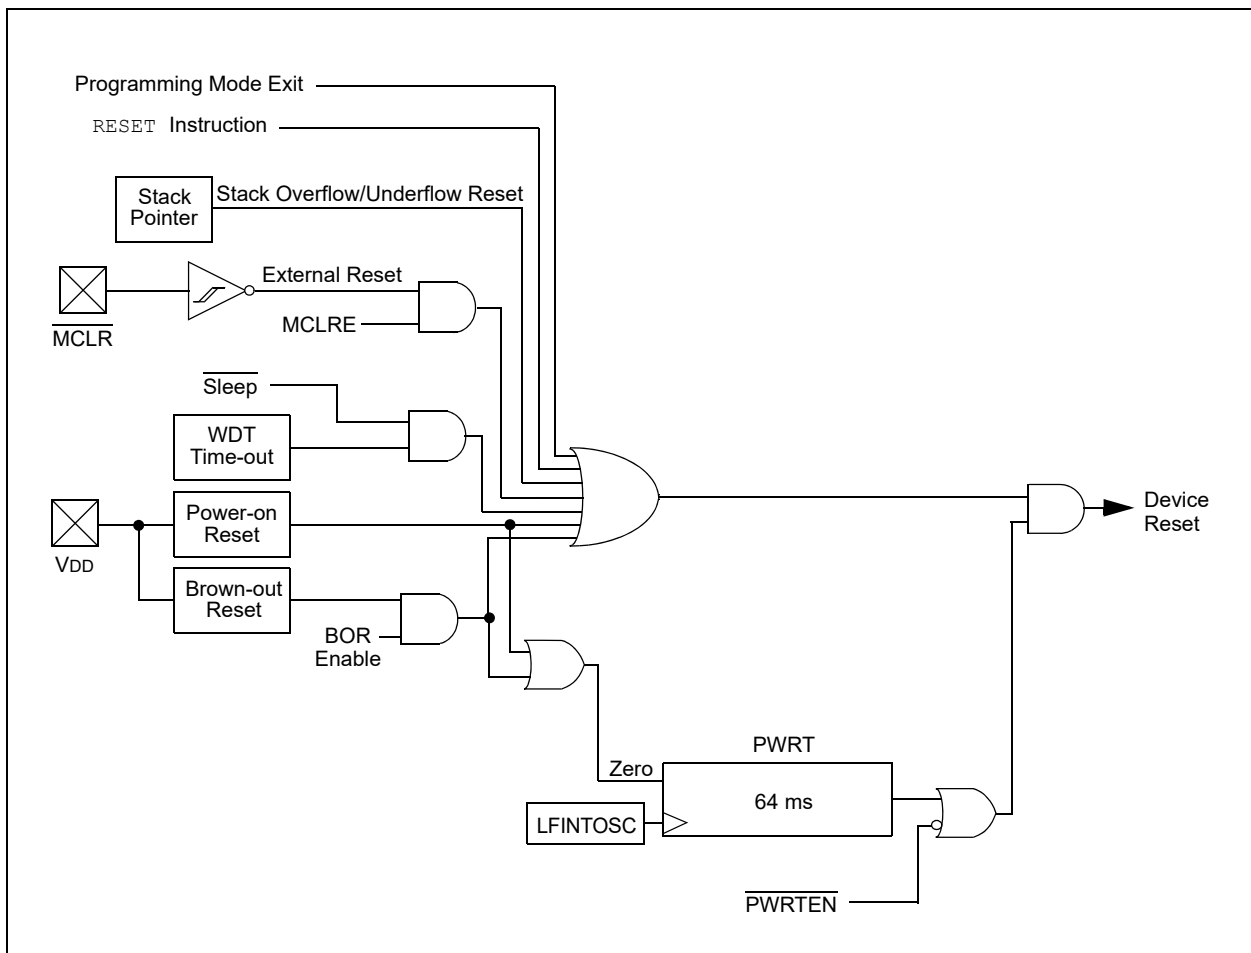 Programming Mode Exit
RESET Instruction
Stack
Pointer
Stack Overflow/Underflow Reset
External Reset
MCLRE
MCLR
Sleep
WDT
Time-out
Power-on
Reset
VDD
Brown-out
Reset
BOR
Enable
Device
Reset
PWRT
Zero
64 ms
LFINTOSC
PWRTEN